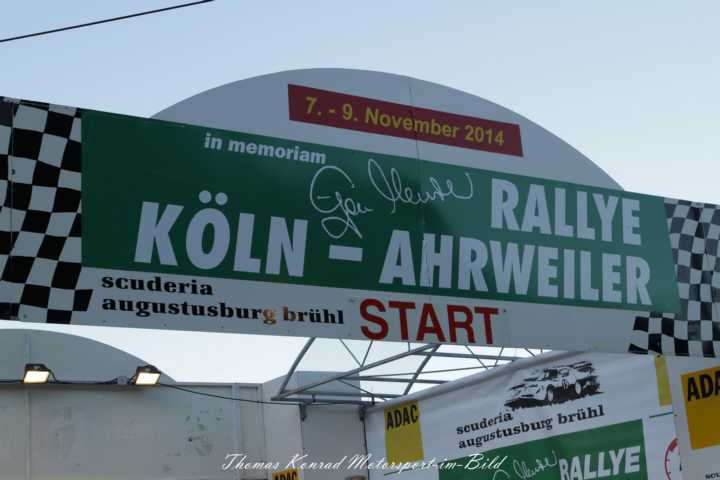 7. - 9. November 2014
in memoriam
RALLYE
KÖLN - AHRWEILER
scuderia
augustusburg brühl
START
ADAC
scuderia
augustusburg brühl
ADAC
RALLYE
ADAC
Thomas Konrad Motorsport-im-Bild